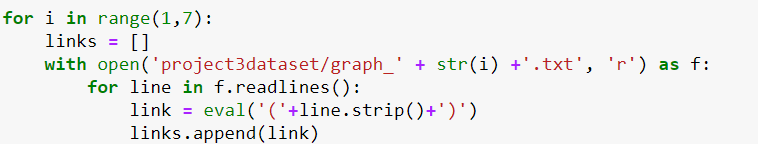 for i in range(1,7):
    links = []
    with open('project3dataset/graph_' + str(i) +'.txt', 'r') as f:
        for line in f.readlines():
            link = eval('('+line.strip()+')')
            links.append(link)